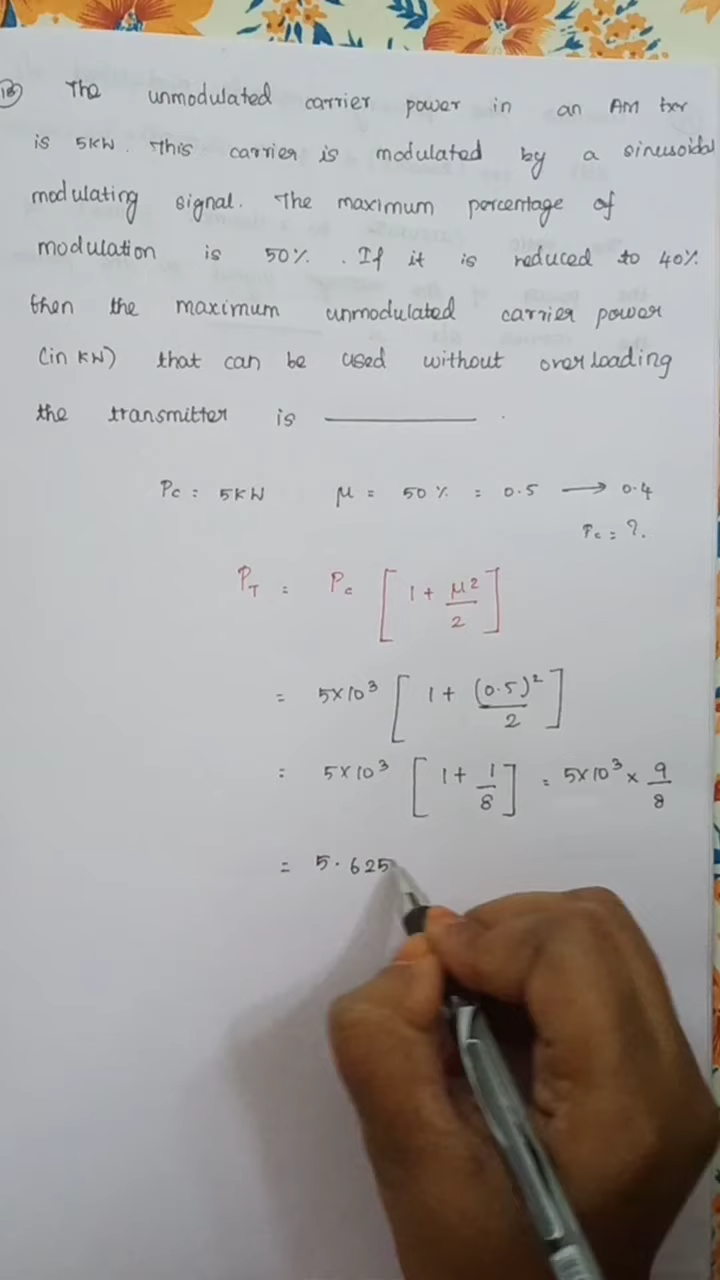 13) The unmodulated carrier power in an AM txr
is 5KW. This carrier is modulated by a sinusoidal
modulating signal. The maximum percentage of
modulation is 50%. If it is reduced to 40%
then the maximum unmodulated carrier power
(in KW) that can be used without overloading
the transmitter is ________.
Pc = 5KW μ = 50% = 0.5 → 0.4
Pc = ?.
P_T = P_c [1 + μ²/2]
= 5×10³ [1 + (0.5)²/2]
= 5×10³ [1 + 1/8] = 5×10³ × 9/8
= 5.625